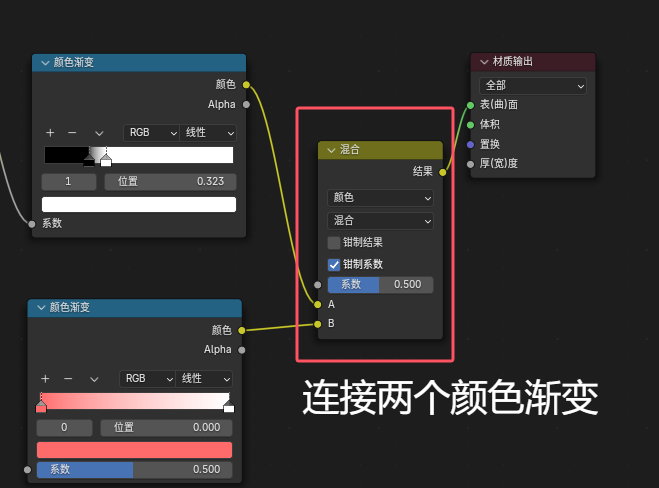 颜色渐变
颜色
Alpha
RGB
线性
1
位置
0.323
系数
颜色渐变
颜色
Alpha
RGB
线性
0
位置
0.000
系数
0.500
混合
结果
颜色
混合
钳制结果
钳制系数
系数
0.500
A
B
材质输出
全部
表(曲)面
体积
置换
厚(宽)度
连接两个颜色渐变